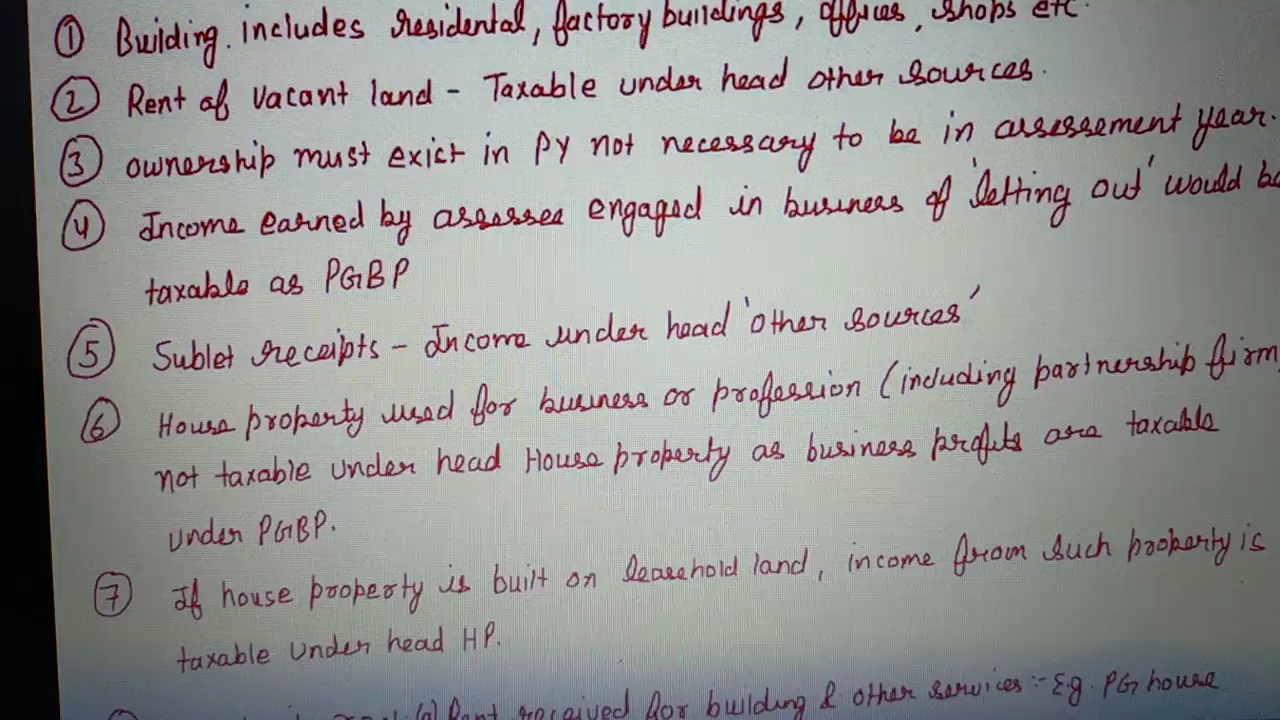 ① Building includes residental, factory buildings, offices, shops etc.
② Rent of vacant land - Taxable under head other sources.
③ ownership must exict in PY not necessary to be in assessement year.
④ Income earned by assessee engaged in business of 'letting out' would be
taxable as PGBP
⑤ Sublet receipts - Income under head 'other sources'
⑥ House property used for business or profession (including partnership firm)
not taxable under head House property as business profits are taxable
under PGBP.
⑦ If house property is built on leasehold land, income from such property is
taxable under head HP.
(a) Rent received for building & other services :- E.g. PG house